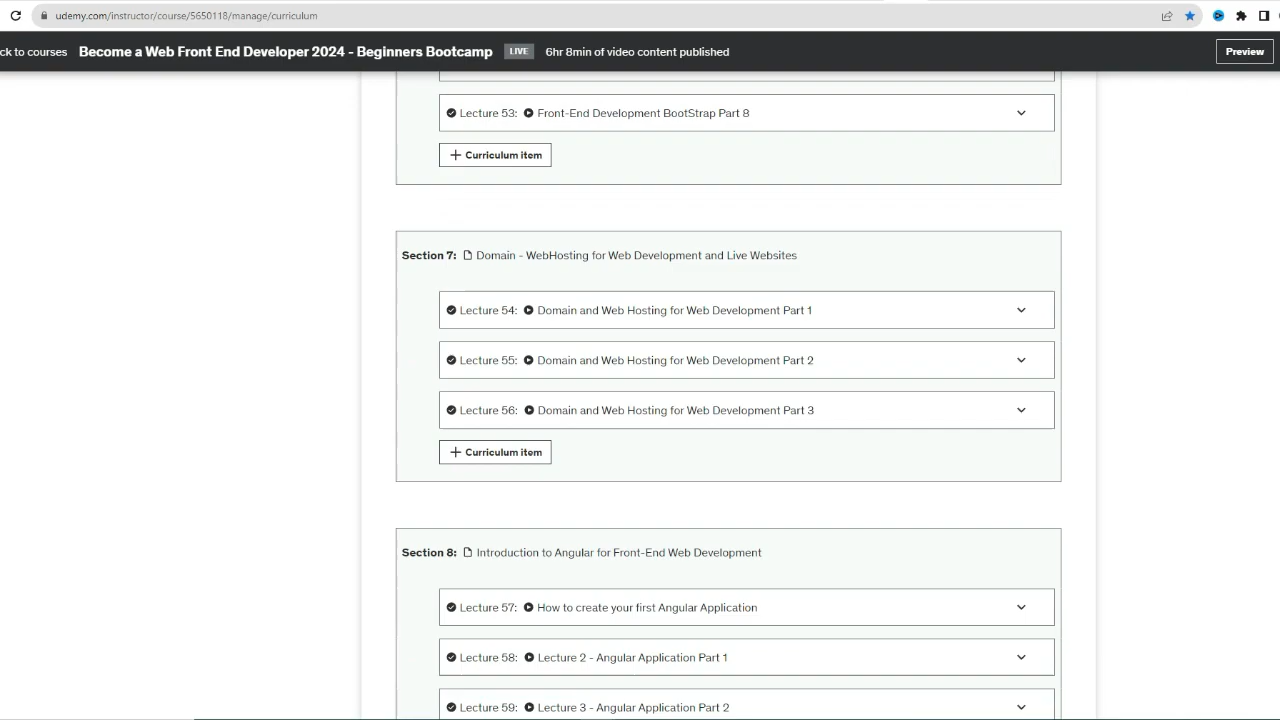 udemy.com/instructor/course/5650118/manage/curriculum
ck to courses Become a Web Front End Developer 2024 - Beginners Bootcamp LIVE 6hr 8min of video content published Preview
Lecture 53: Front-End Development BootStrap Part 8
+ Curriculum item
Section 7: Domain - WebHosting for Web Development and Live Websites
Lecture 54: Domain and Web Hosting for Web Development Part 1
Lecture 55: Domain and Web Hosting for Web Development Part 2
Lecture 56: Domain and Web Hosting for Web Development Part 3
+ Curriculum item
Section 8: Introduction to Angular for Front-End Web Development
Lecture 57: How to create your first Angular Application
Lecture 58: Lecture 2 - Angular Application Part 1
Lecture 59: Lecture 3 - Angular Application Part 2